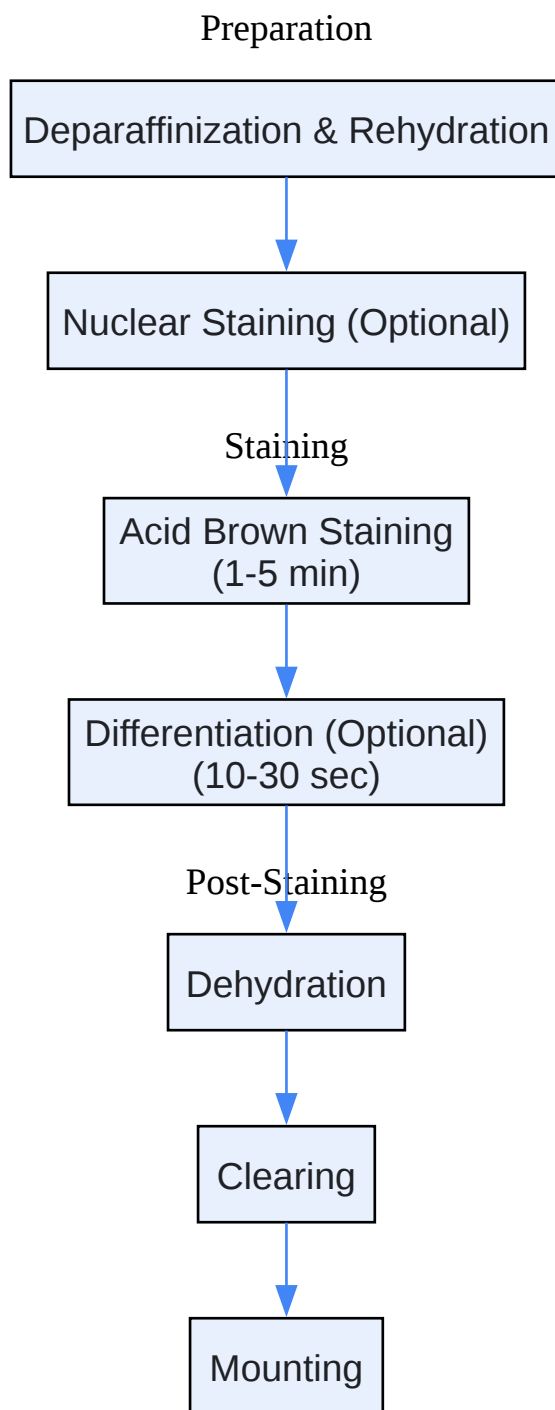 Preparation
Deparaffinization & Rehydration
Nuclear Staining (Optional)
Staining
Acid Brown Staining
(1-5 min)
Differentiation (Optional)
(10-30 sec)
Post-Staining
Dehydration
Clearing
Mounting